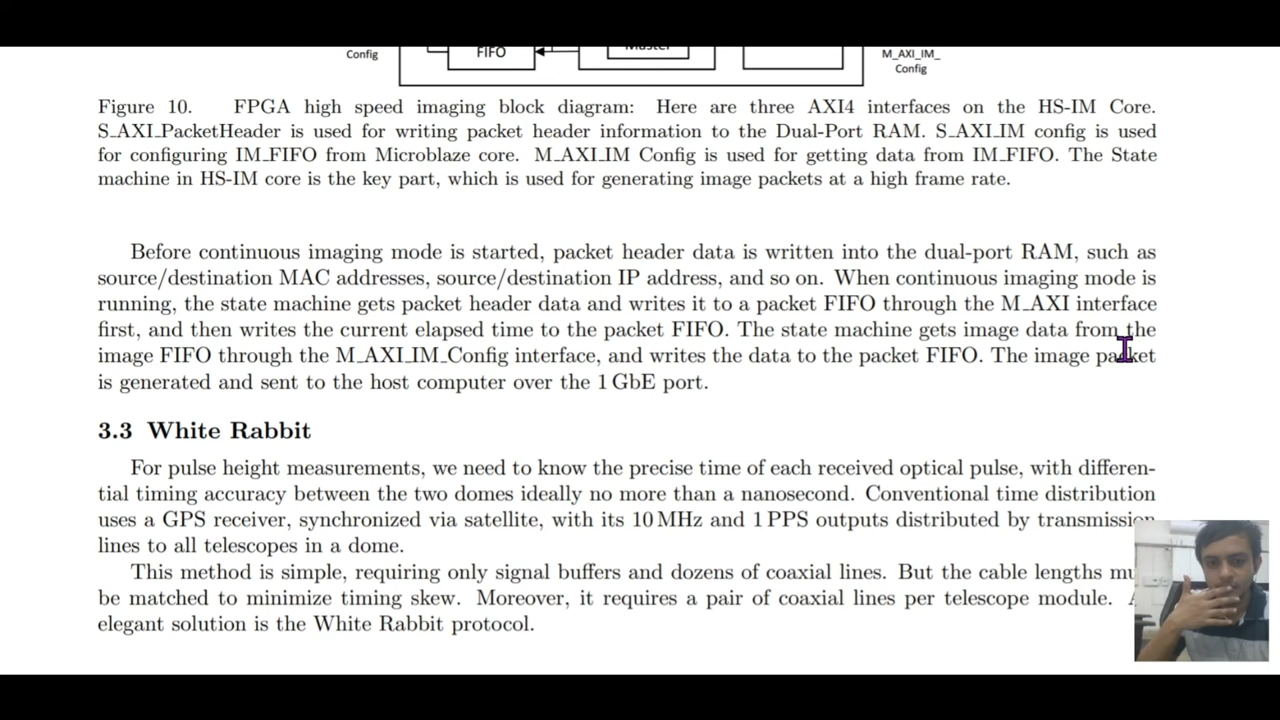 Config
FIFO
Master
M_AXI_IM_
Config
Figure 10. FPGA high speed imaging block diagram: Here are three AXI4 interfaces on the HS-IM Core.
S_AXI_PacketHeader is used for writing packet header information to the Dual-Port RAM. S_AXI_IM config is used
for configuring IM_FIFO from Microblaze core. M_AXI_IM Config is used for getting data from IM_FIFO. The State
machine in HS-IM core is the key part, which is used for generating image packets at a high frame rate.
Before continuous imaging mode is started, packet header data is written into the dual-port RAM, such as
source/destination MAC addresses, source/destination IP address, and so on. When continuous imaging mode is
running, the state machine gets packet header data and writes it to a packet FIFO through the M_AXI interface
first, and then writes the current elapsed time to the packet FIFO. The state machine gets image data from the
image FIFO through the M_AXI_IM_Config interface, and writes the data to the packet FIFO. The image packet
is generated and sent to the host computer over the 1 GbE port.
3.3 White Rabbit
For pulse height measurements, we need to know the precise time of each received optical pulse, with differen-
tial timing accuracy between the two domes ideally no more than a nanosecond. Conventional time distribution
uses a GPS receiver, synchronized via satellite, with its 10 MHz and 1 PPS outputs distributed by transmission
lines to all telescopes in a dome.
This method is simple, requiring only signal buffers and dozens of coaxial lines. But the cable lengths
be matched to minimize timing skew. Moreover, it requires a pair of coaxial lines per telescope module.
elegant solution is the White Rabbit protocol.